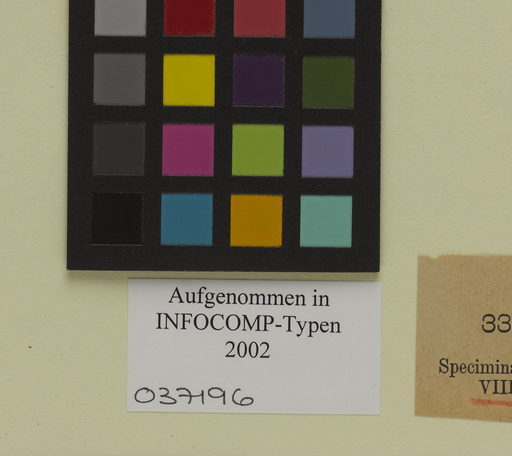 Aufgenommen in
INFOCOMP-Typen
2002
037196
33
Specimina
VIII